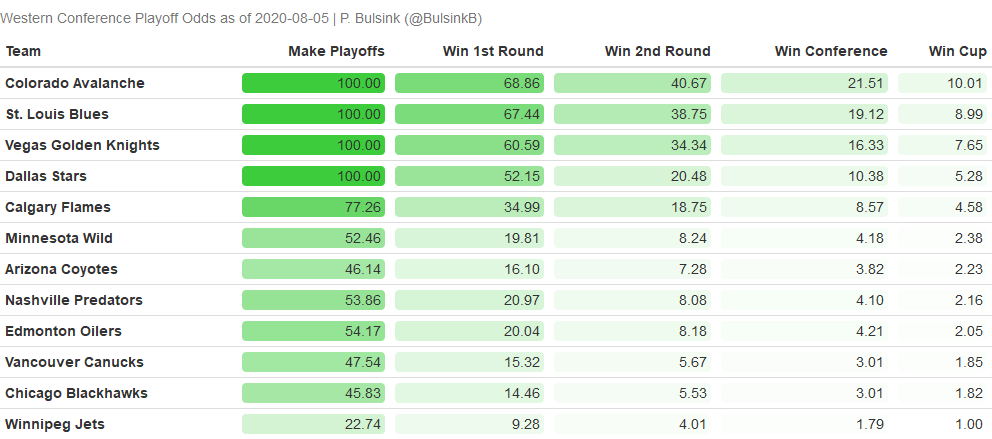 Western Conference Playoff Odds as of 2020-08-05 | P. Bulsink (@BulsinkB)
Team Make Playoffs Win 1st Round Win 2nd Round Win Conference Win Cup
Colorado Avalanche 100.00 68.86 40.67 21.51 10.01
St. Louis Blues 100.00 67.44 38.75 19.12 8.99
Vegas Golden Knights 100.00 60.59 34.34 16.33 7.65
Dallas Stars 100.00 52.15 20.48 10.38 5.28
Calgary Flames 77.26 34.99 18.75 8.57 4.58
Minnesota Wild 52.46 19.81 8.24 4.18 2.38
Arizona Coyotes 46.14 16.10 7.28 3.82 2.23
Nashville Predators 53.86 20.97 8.08 4.10 2.16
Edmonton Oilers 54.17 20.04 8.18 4.21 2.05
Vancouver Canucks 47.54 15.32 5.67 3.01 1.85
Chicago Blackhawks 45.83 14.46 5.53 3.01 1.82
Winnipeg Jets 22.74 9.28 4.01 1.79 1.00